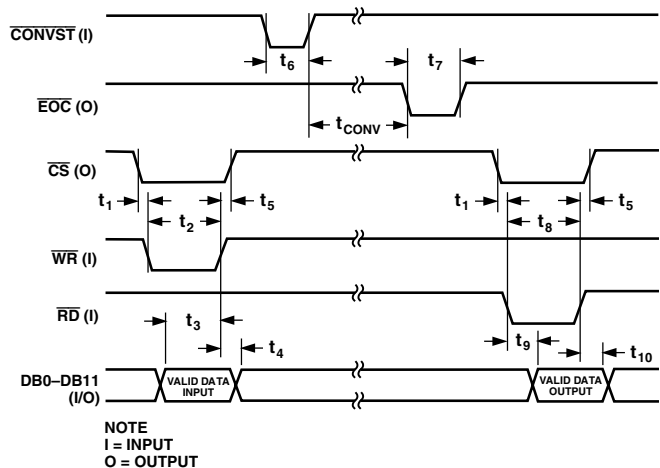 CONVST (I)
t6
t7
EOC (O)
tCONV
CS (O)
t1
t5
t1
t5
t2
t8
WR (I)
RD (I)
t3
t9
t4
t10
DB0–DB11
(I/O)
VALID DATA
INPUT
VALID DATA
OUTPUT
NOTE
I = INPUT
O = OUTPUT